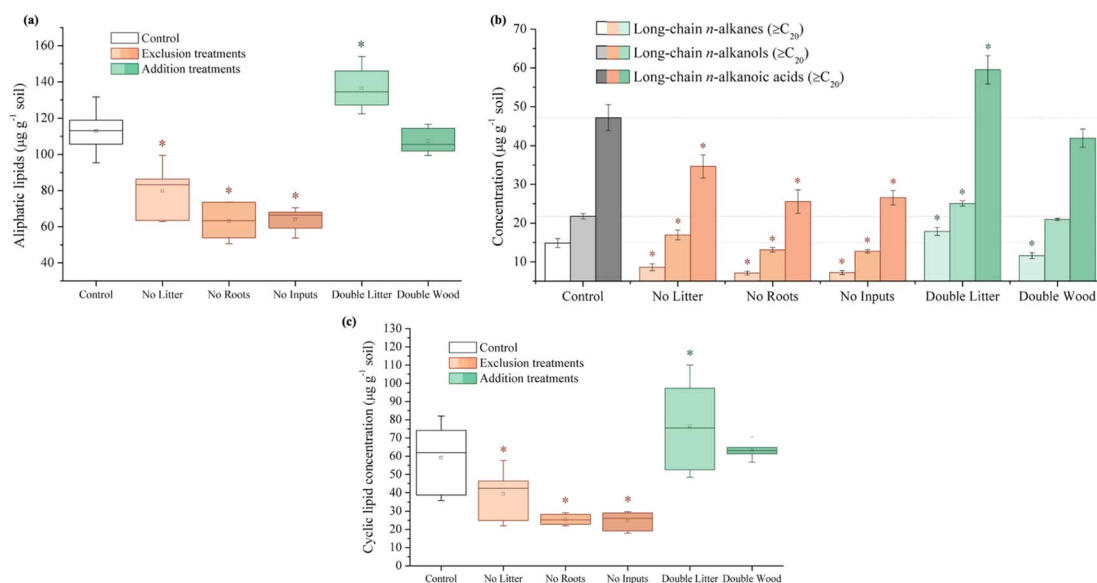 (a)
Aliphatic lipids (µg g⁻¹ soil)
160
140
120
100
80
60
40
Control
Exclusion treatments
Addition treatments
*
*
*
*
Control
No Litter
No Roots
No Inputs
Double Litter
Double Wood
(b)
Concentration (µg g⁻¹ soil)
70
60
50
40
30
20
10
Long-chain n-alkanes (≥C₂₀)
Long-chain n-alkanols (≥C₂₀)
Long-chain n-alkanoic acids (≥C₂₀)
*
*
*
*
*
*
*
*
*
*
*
*
*
Control
No Litter
No Roots
No Inputs
Double Litter
Double Wood
(c)
Cyclic lipid concentration (µg g⁻¹ soil)
130
120
110
100
90
80
70
60
50
40
30
20
10
0
Control
Exclusion treatments
Addition treatments
*
*
*
*
Control
No Litter
No Roots
No Inputs
Double Litter
Double Wood